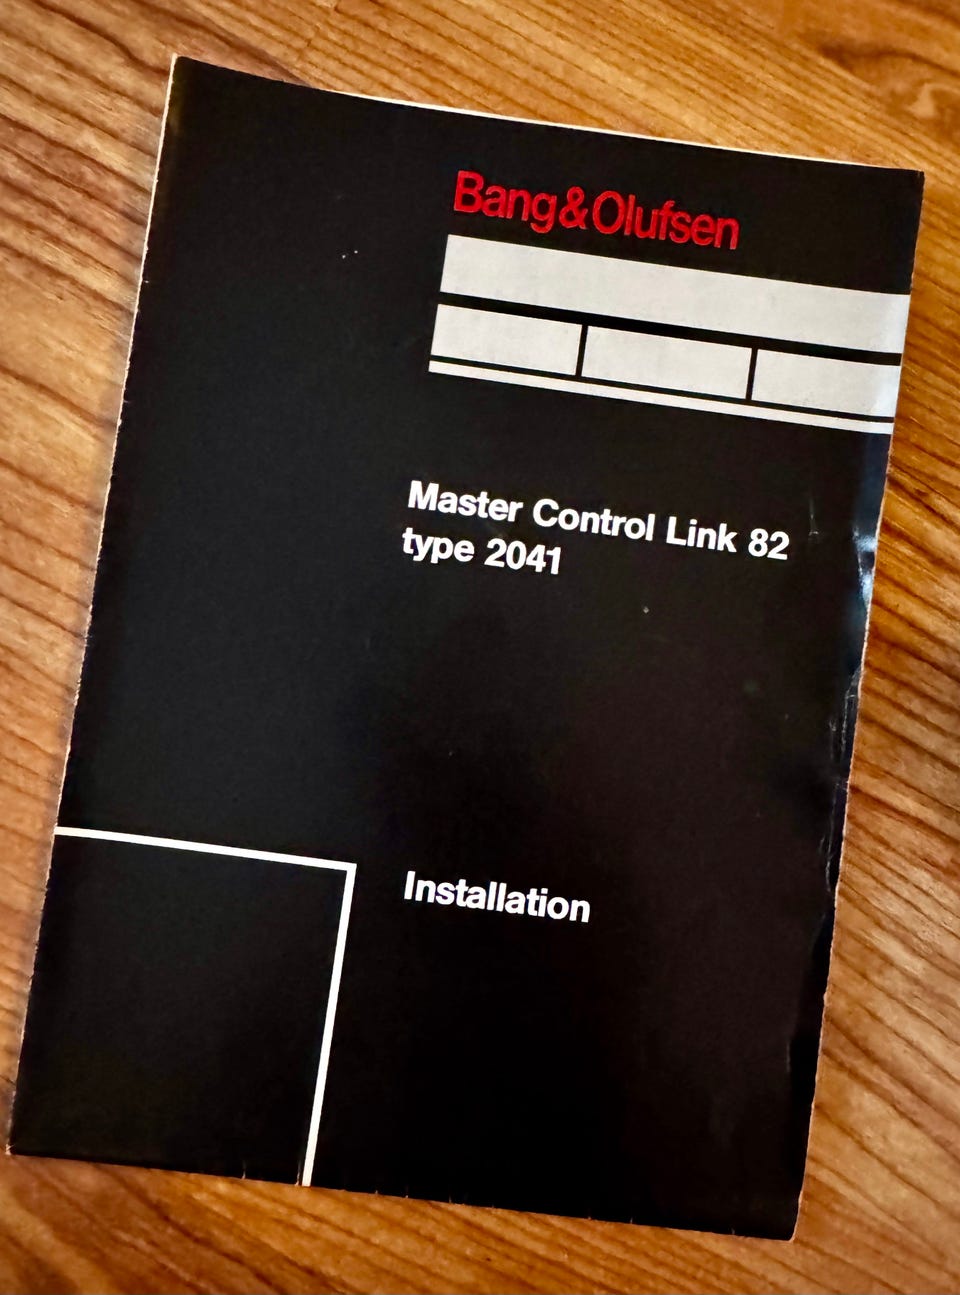 Bang&Olufsen
Master Control Link 82
type 2041
Installation